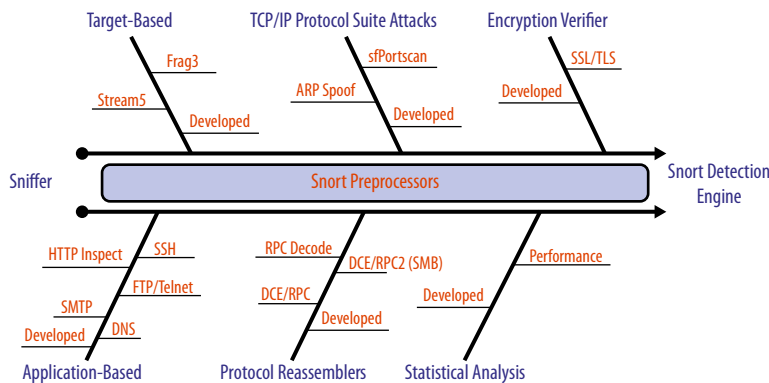 Target-Based
TCP/IP Protocol Suite Attacks
Encryption Verifier
Frag3
Stream5
Developed
sfPortscan
ARP Spoof
Developed
SSL/TLS
Developed
Sniffer
Snort Preprocessors
Snort Detection
Engine
HTTP Inspect
SSH
FTP/Telnet
SMTP
Developed
DNS
RPC Decode
DCE/RPC2 (SMB)
DCE/RPC
Developed
Performance
Developed
Application-Based
Protocol Reassemblers
Statistical Analysis